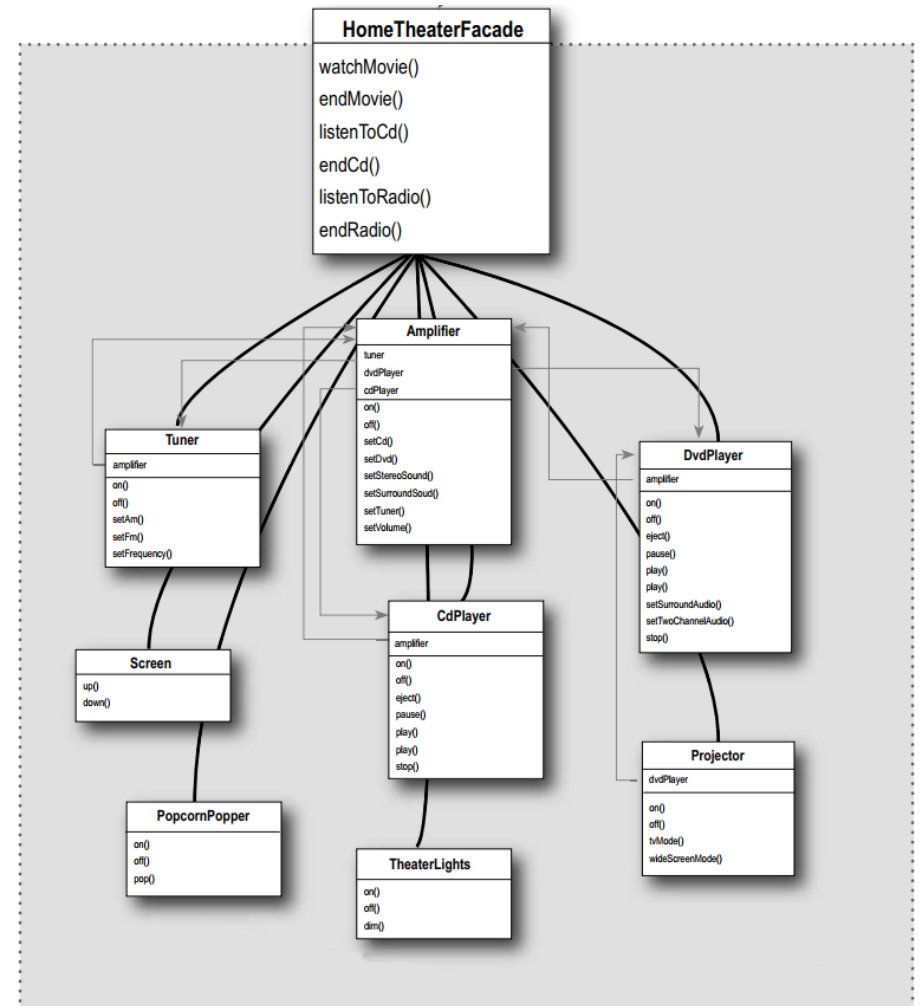 HomeTheaterFacade
watchMovie()
endMovie()
listenToCd()
endCd()
listenToRadio()
endRadio()
Amplifier
tuner
dvdPlayer
cdPlayer
on()
off()
setCd()
setDvd()
setStereoSound()
setSurroundSoud()
setTuner()
setVolume()
Tuner
amplifier
on()
off()
setAm()
setFm()
setFrequency()
DvdPlayer
amplifier
on()
off()
eject()
pause()
play()
play()
setSurroundAudio()
setTwoChannelAudio()
stop()
Screen
up()
down()
CdPlayer
amplifier
on()
off()
eject()
pause()
play()
play()
stop()
Projector
dvdPlayer
on()
off()
tvMode()
wideScreenMode()
PopcornPopper
on()
off()
pop()
TheaterLights
on()
off()
dim()